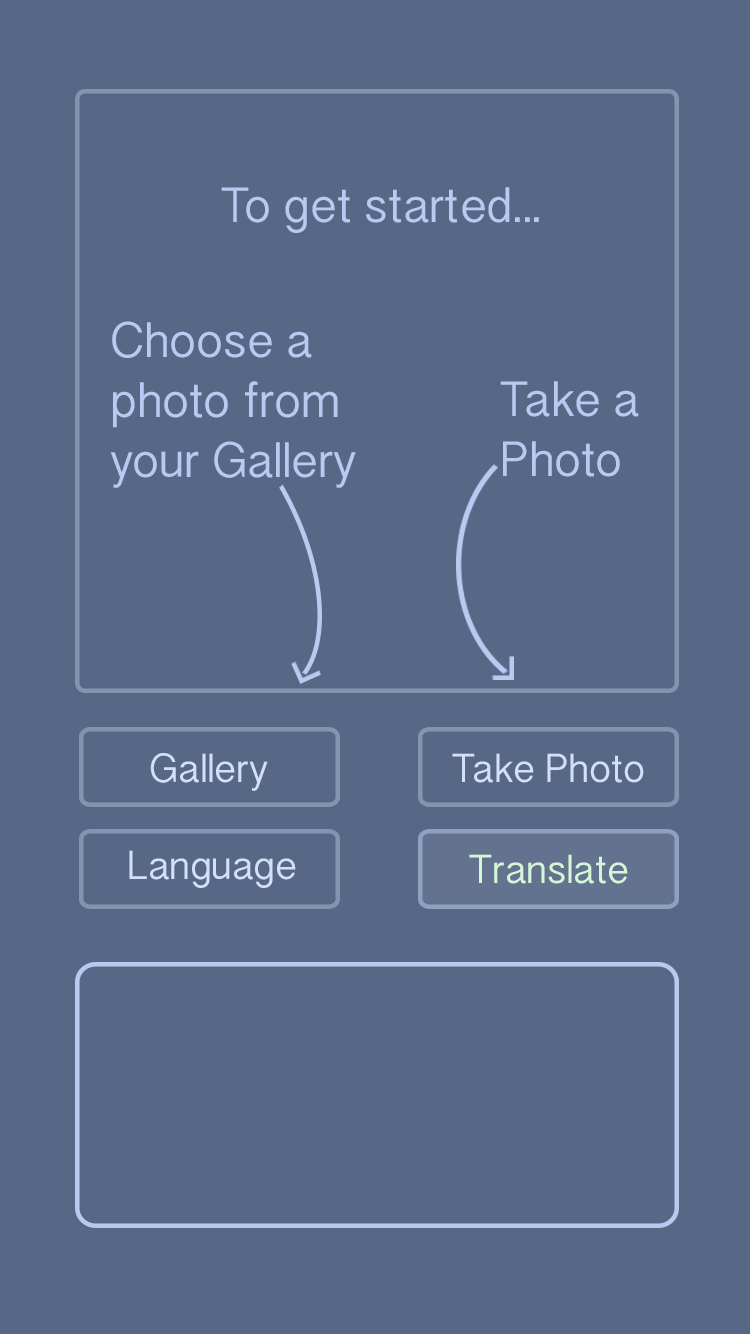 To get started...
Choose a
photo from
your Gallery
Take a
Photo
Gallery
Take Photo
Language
Translate